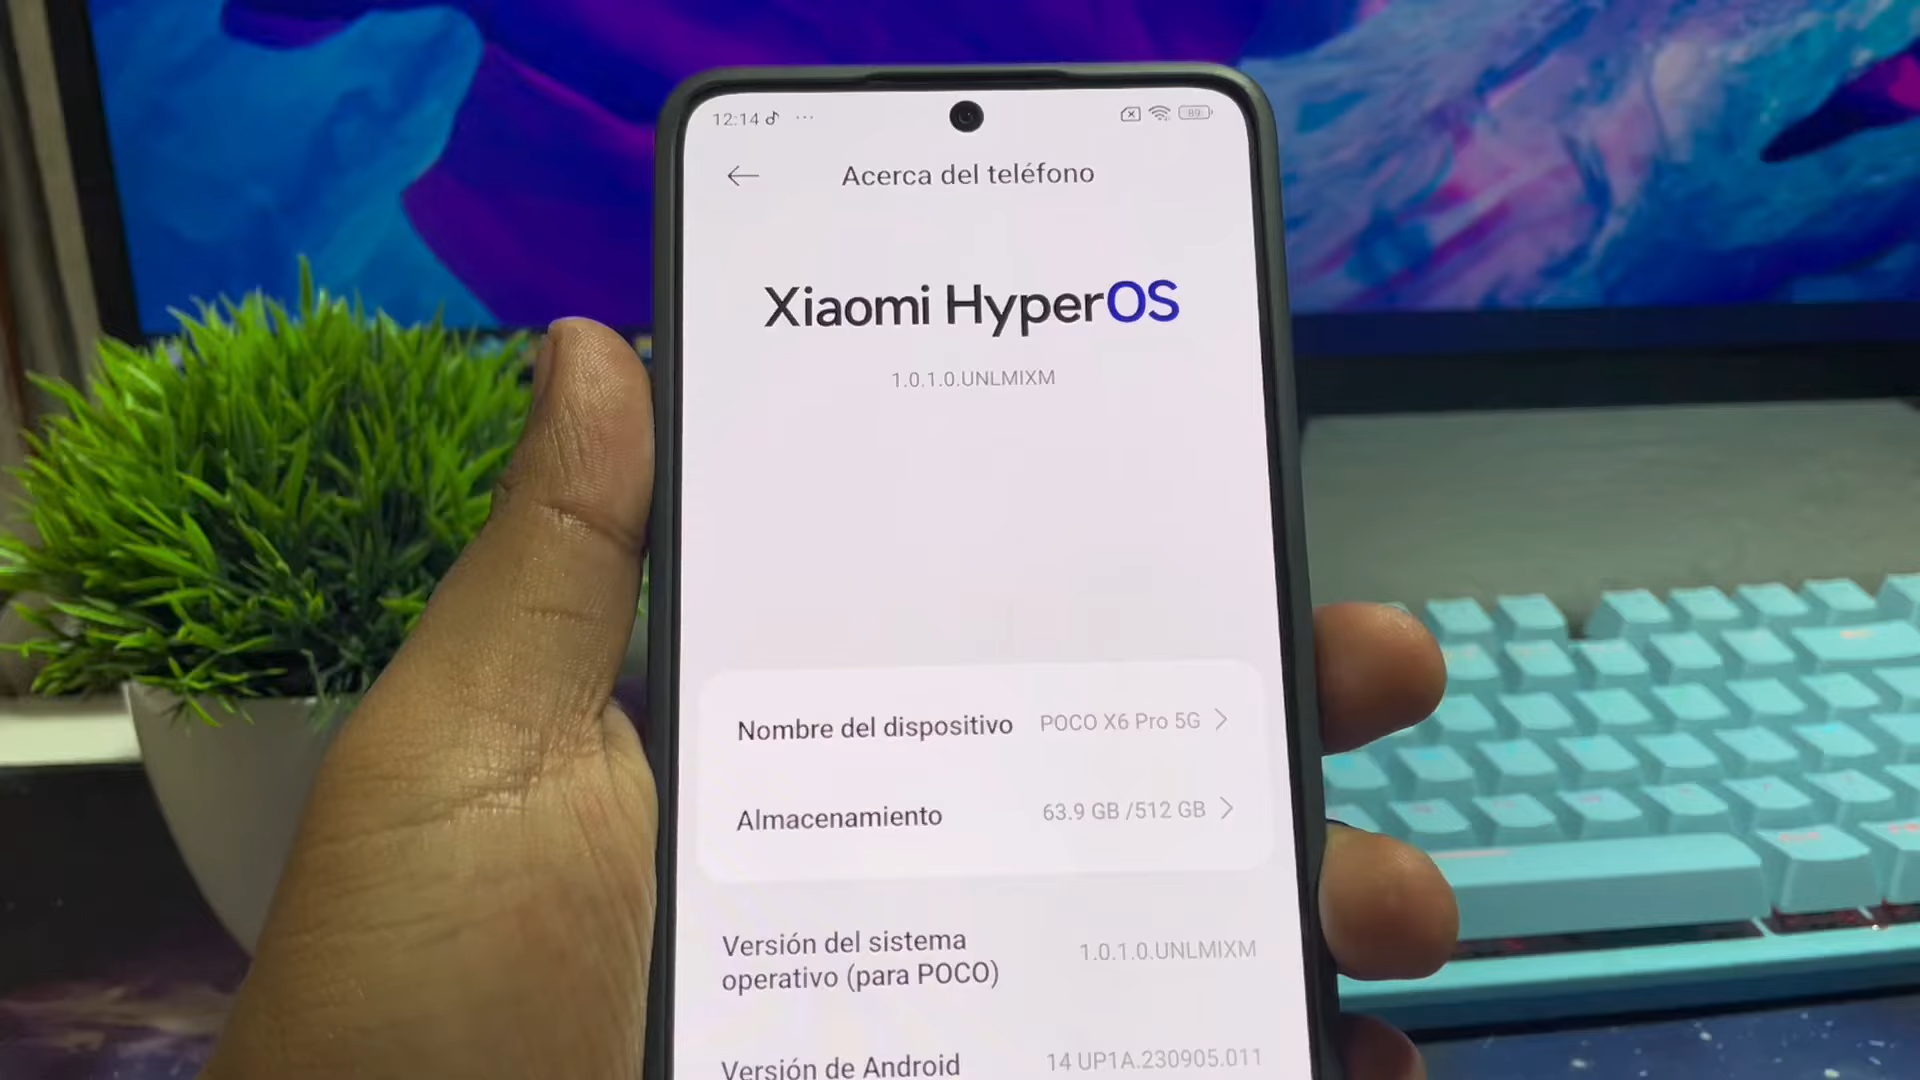 12:14 ...
89
Acerca del teléfono
Xiaomi HyperOS
1.0.1.0.UNLMIXM
Nombre del dispositivo POCO X6 Pro 5G
Almacenamiento 63.9 GB /512 GB
Versión del sistema
operativo (para POCO) 1.0.1.0.UNLMIXM
Versión de Android 14 UP1A.230905.011